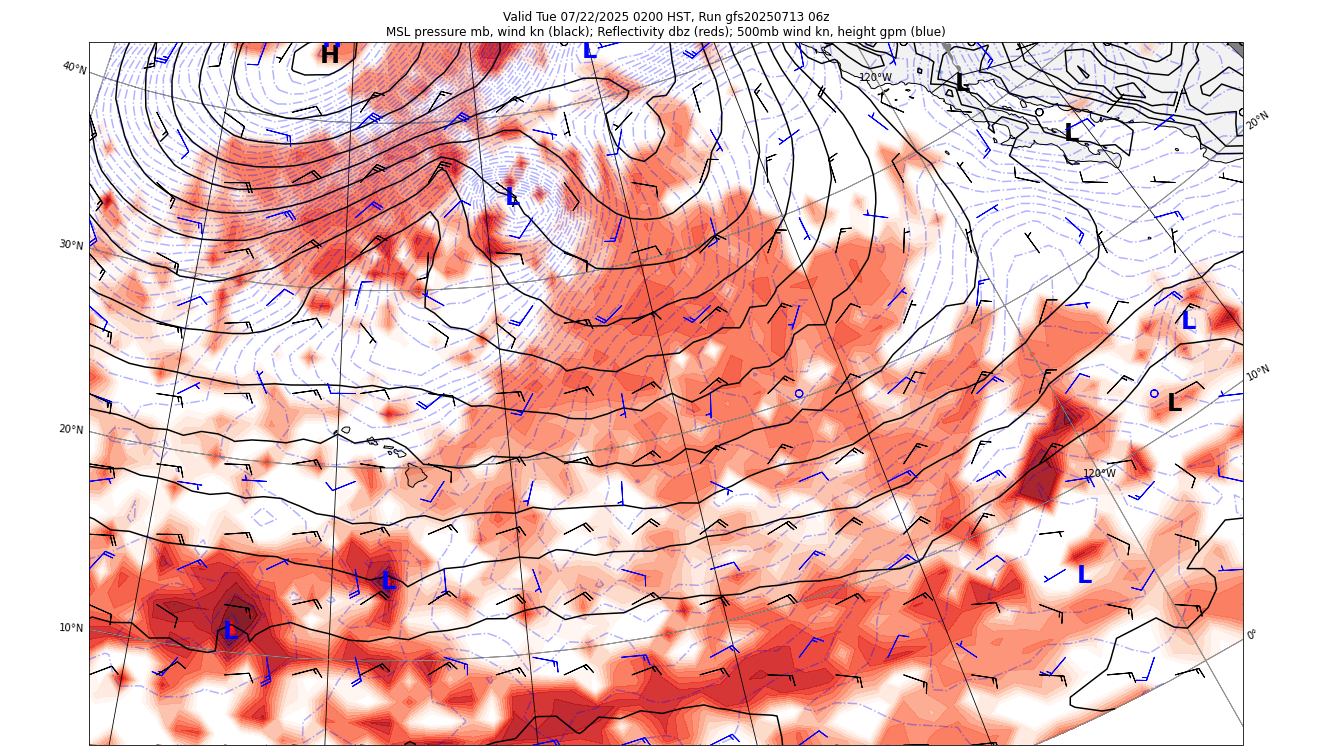 Valid Tue 07/22/2025 0200 HST, Run gfs20250713 06z
MSL pressure mb, wind kn (black); Reflectivity dbz (reds); 500mb wind kn, height gpm (blue)
H
L
40°N
120°W
L
L
20°N
L
30°N
L
10°N
L
20°N
120°W
L
L
L
10°N
0°